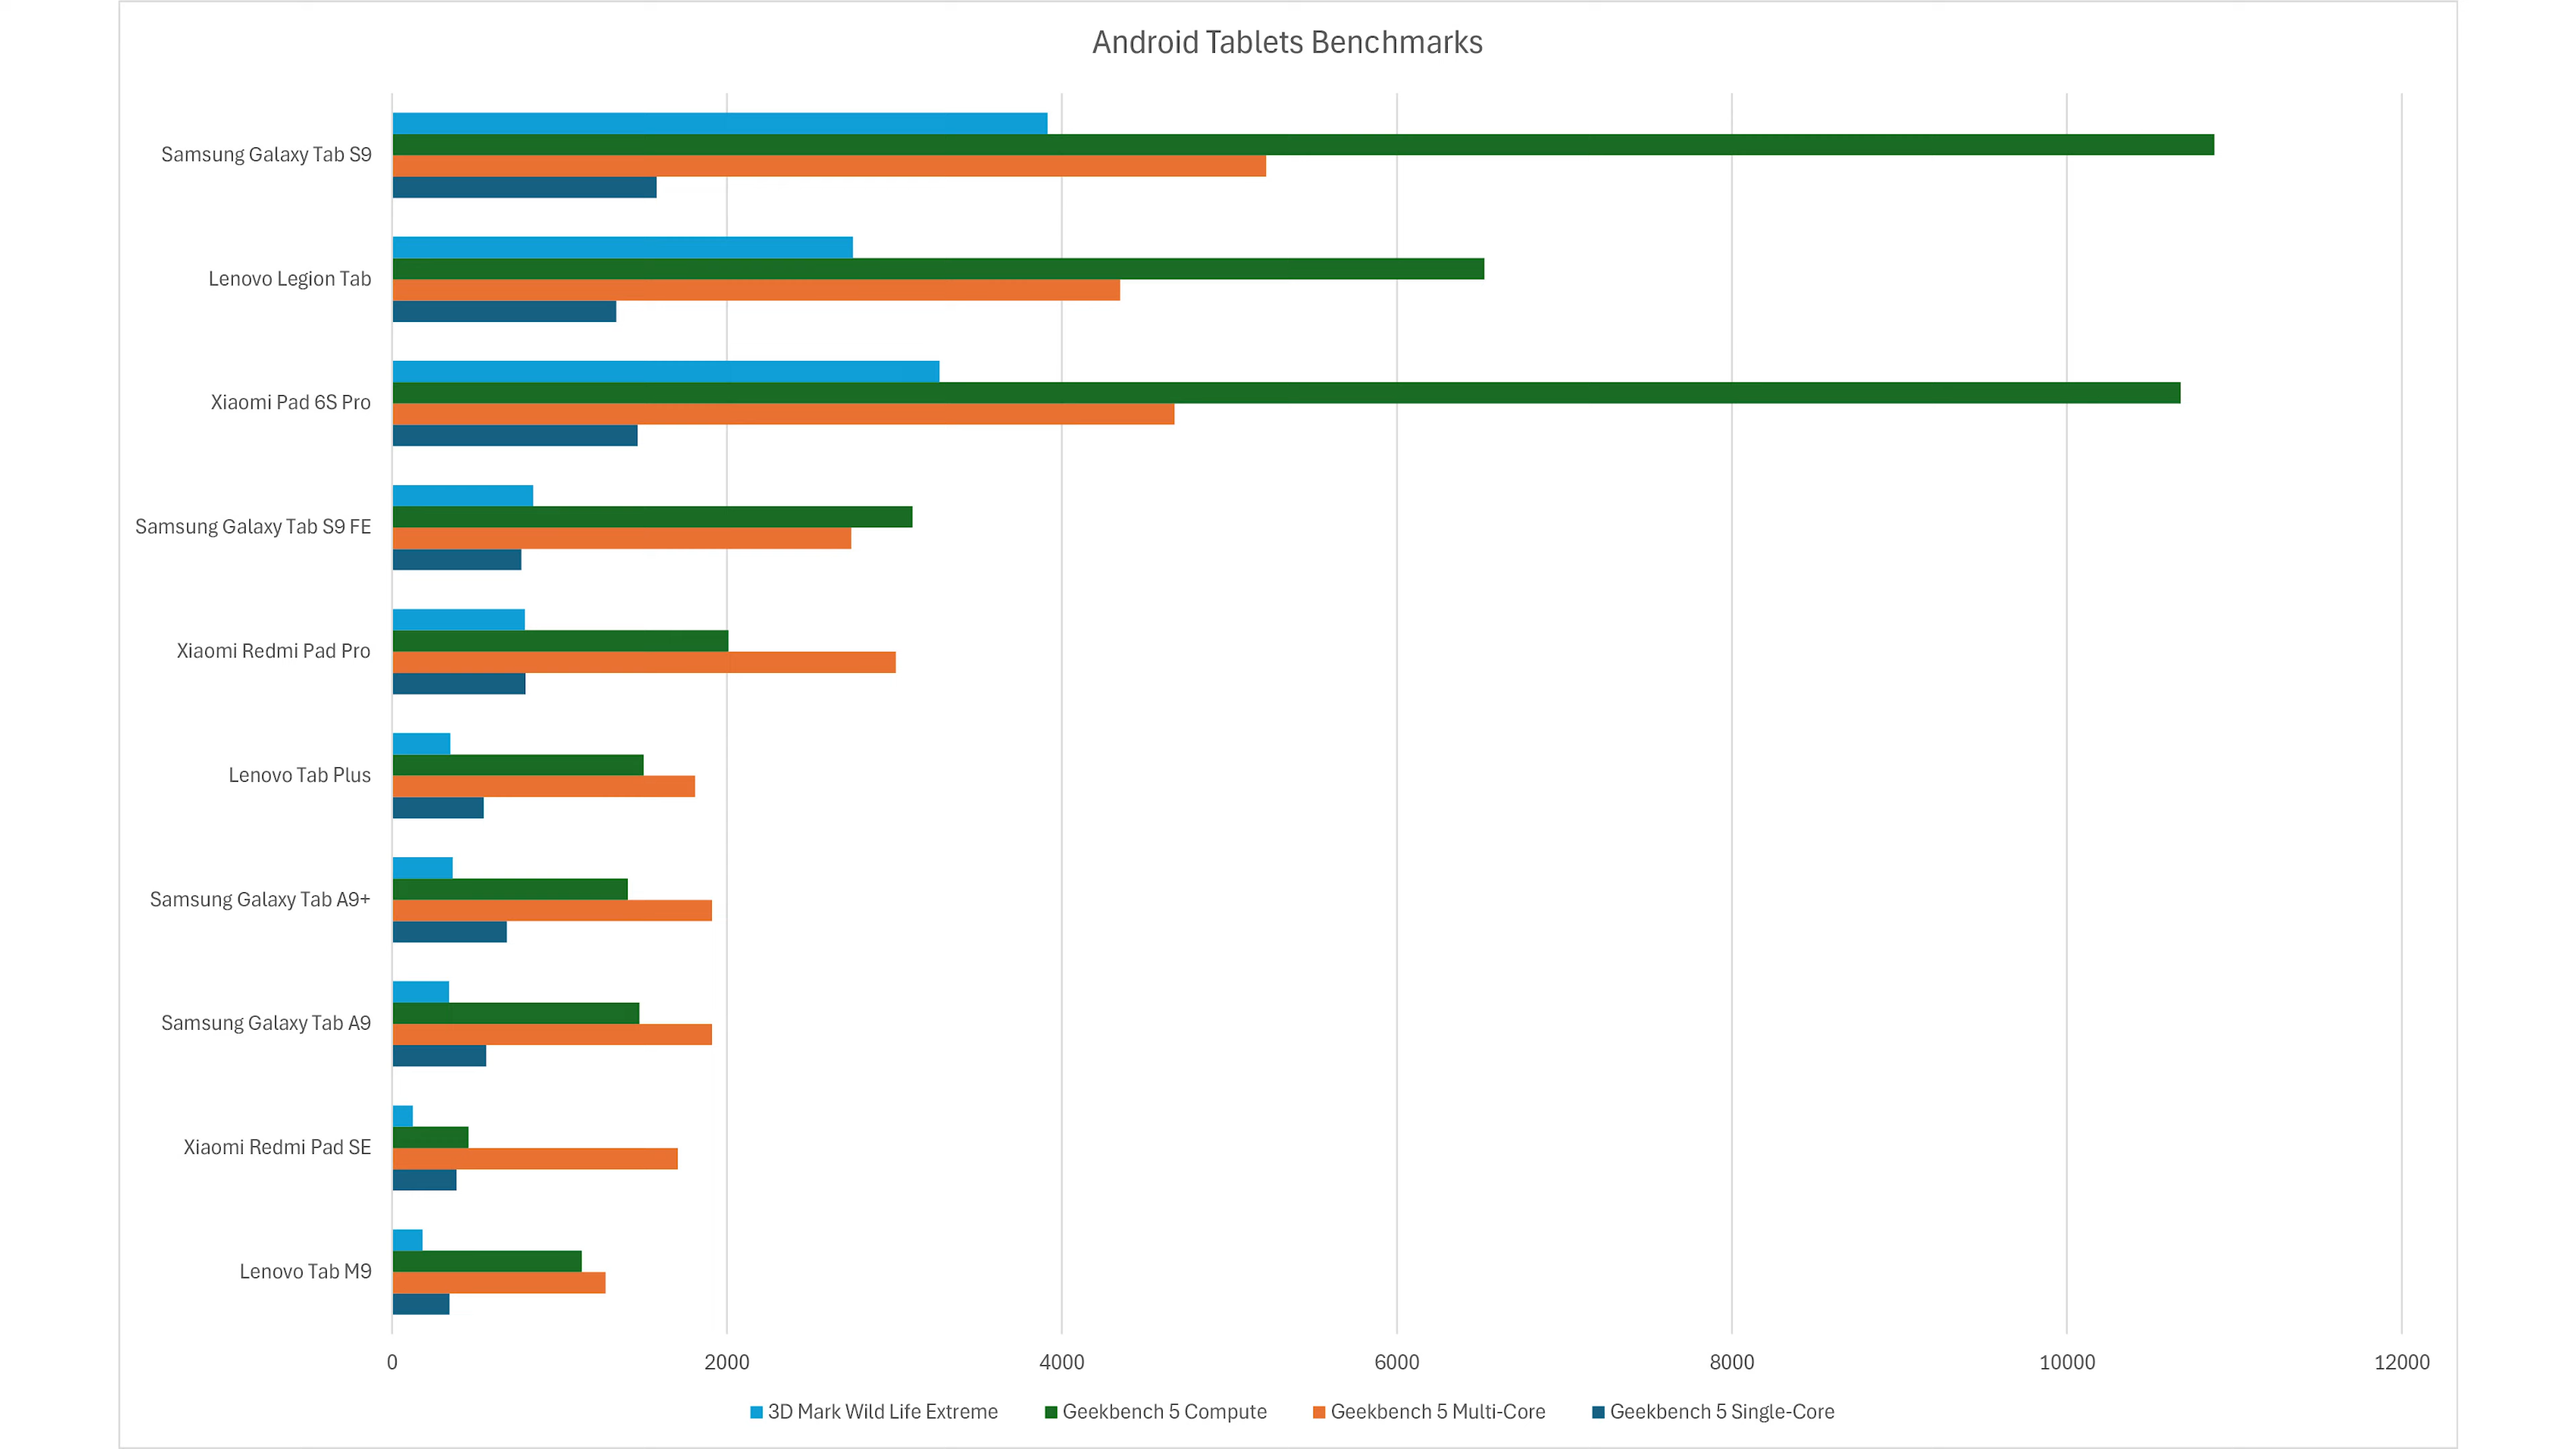 Android Tablets Benchmarks
Samsung Galaxy Tab S9
Lenovo Legion Tab
Xiaomi Pad 6S Pro
Samsung Galaxy Tab S9 FE
Xiaomi Redmi Pad Pro
Lenovo Tab Plus
Samsung Galaxy Tab A9+
Samsung Galaxy Tab A9
Xiaomi Redmi Pad SE
Lenovo Tab M9
0 2000 4000 6000 8000 10000 12000
3D Mark Wild Life Extreme Geekbench 5 Compute Geekbench 5 Multi-Core Geekbench 5 Single-Core